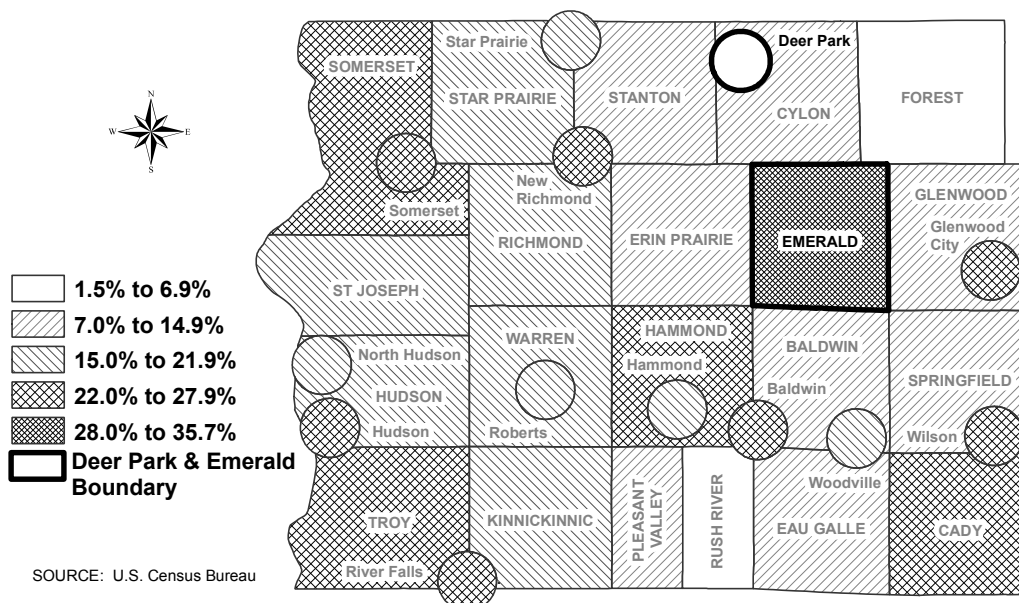 Star Prairie
Deer Park
SOMERSET
STAR PRAIRIE
STANTON
CYLON
FOREST
N
W
E
S
Somerset
New
Richmond
RICHMOND
ERIN PRAIRIE
EMERALD
GLENWOOD
Glenwood
City
ST JOSEPH
1.5% to 6.9%
7.0% to 14.9%
15.0% to 21.9%
22.0% to 27.9%
28.0% to 35.7%
Deer Park & Emerald
Boundary
North Hudson
HUDSON
Hudson
WARREN
Roberts
HAMMOND
Hammond
BALDWIN
Baldwin
SPRINGFIELD
Wilson
Woodville
TROY
River Falls
KINNICKINNIC
PLEASANT
VALLEY
RUSH RIVER
EAU GALLE
CADY
SOURCE: U.S. Census Bureau